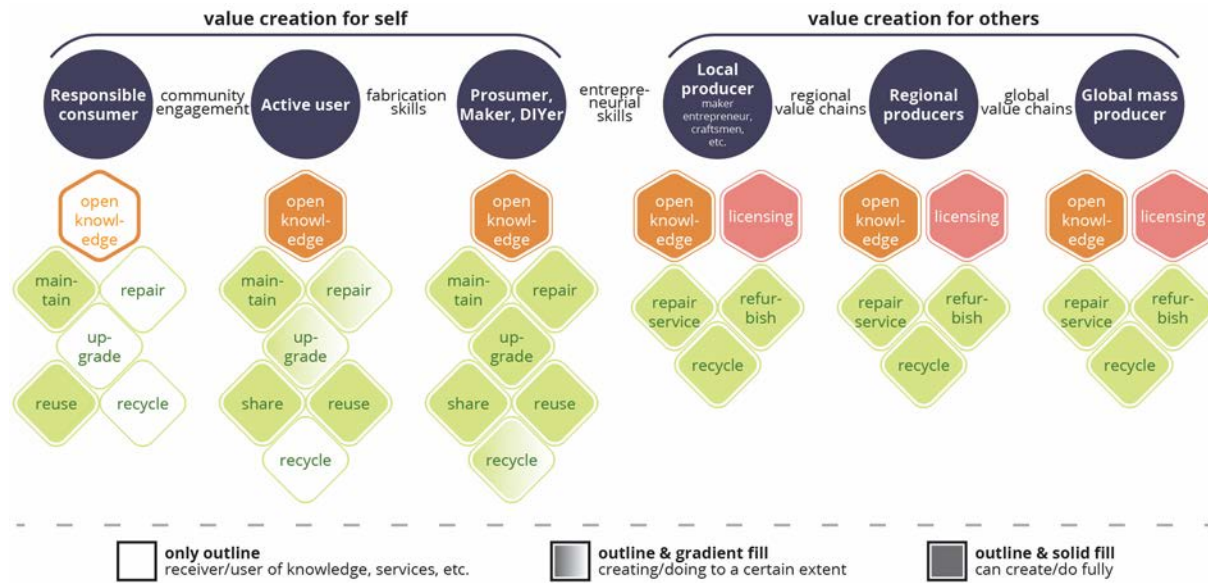 value creation for self
value creation for others
Responsible
consumer
community
engagement
Active user
fabrication
skills
Prosumer,
Maker, DIYer
entrepre-
neurial
skills
Local
producer
maker
entrepreneur,
craftsmen,
etc.
regional
value chains
Regional
producers
global
value chains
Global mass
producer
open
knowl-
edge
main-
tain
repair
up-
grade
reuse
recycle
open
knowl-
edge
main-
tain
repair
up-
grade
share
reuse
recycle
open
knowl-
edge
main-
tain
repair
up-
grade
share
reuse
recycle
open
knowl-
edge
licensing
repair
service
refur-
bish
recycle
open
knowl-
edge
licensing
repair
service
refur-
bish
recycle
open
knowl-
edge
licensing
repair
service
refur-
bish
recycle
only outline
receiver/user of knowledge, services, etc.
outline & gradient fill
creating/doing to a certain extent
outline & solid fill
can create/do fully